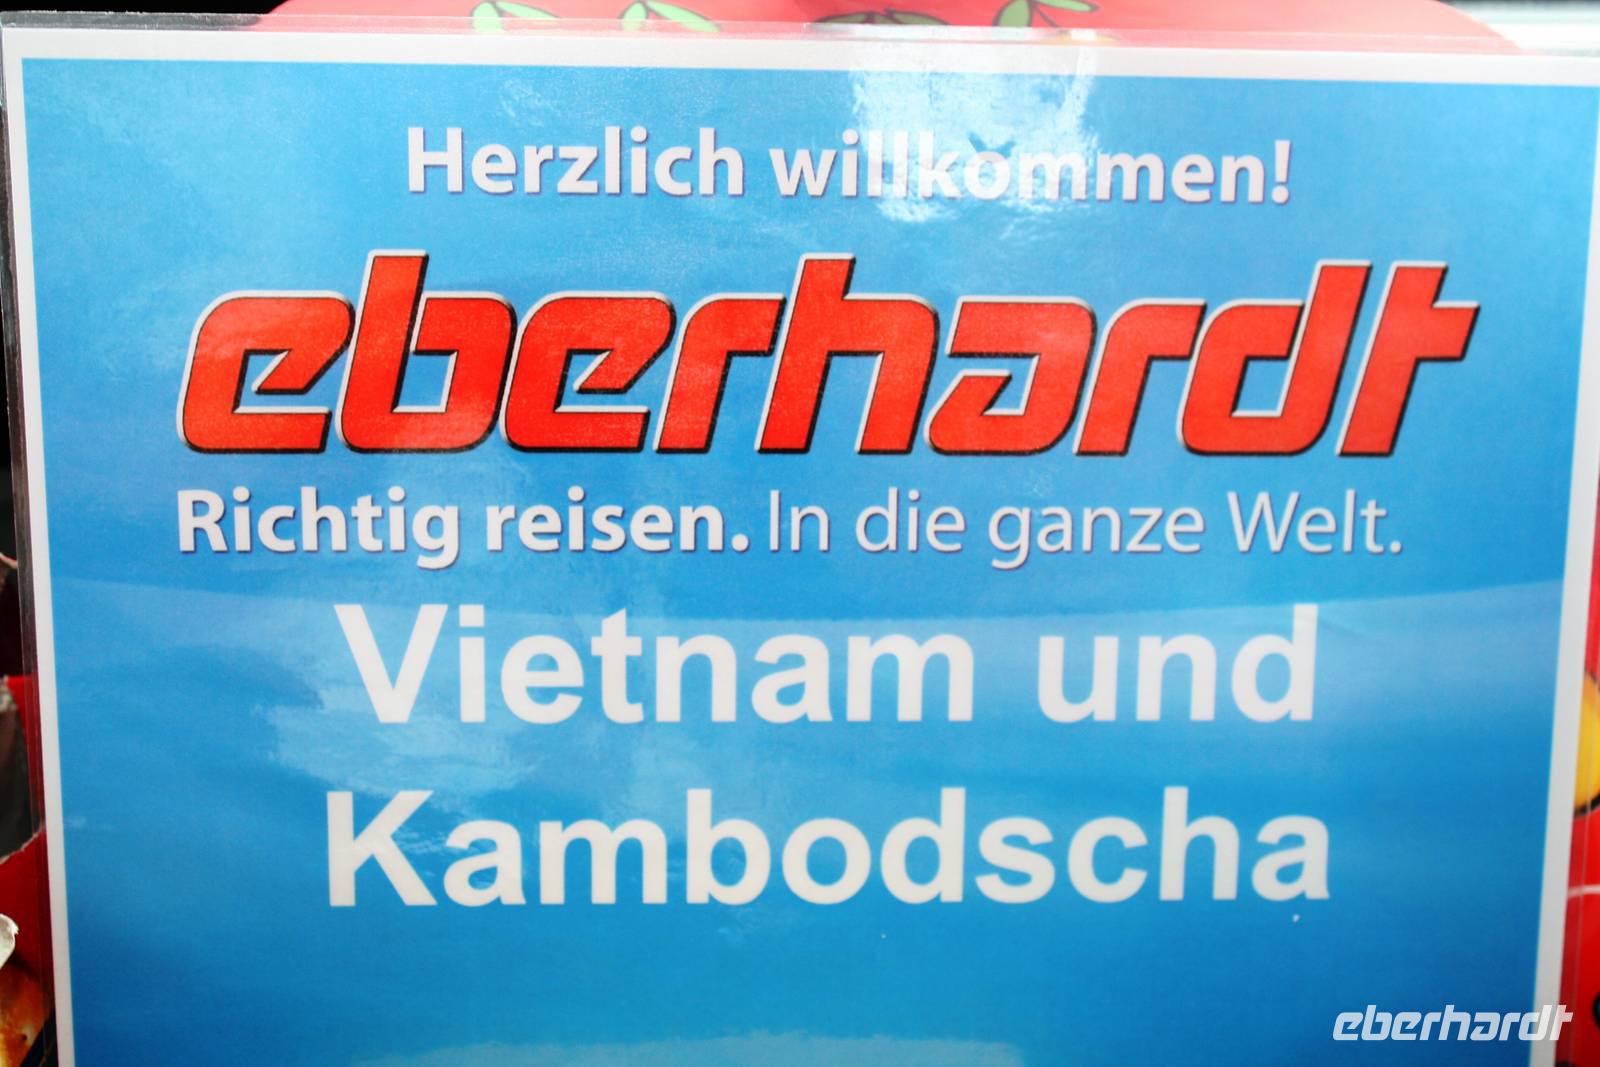 Herzlich willkommen!
eberhardt
Richtig reisen. In die ganze Welt.
Vietnam und
Kambodscha
eberhardt